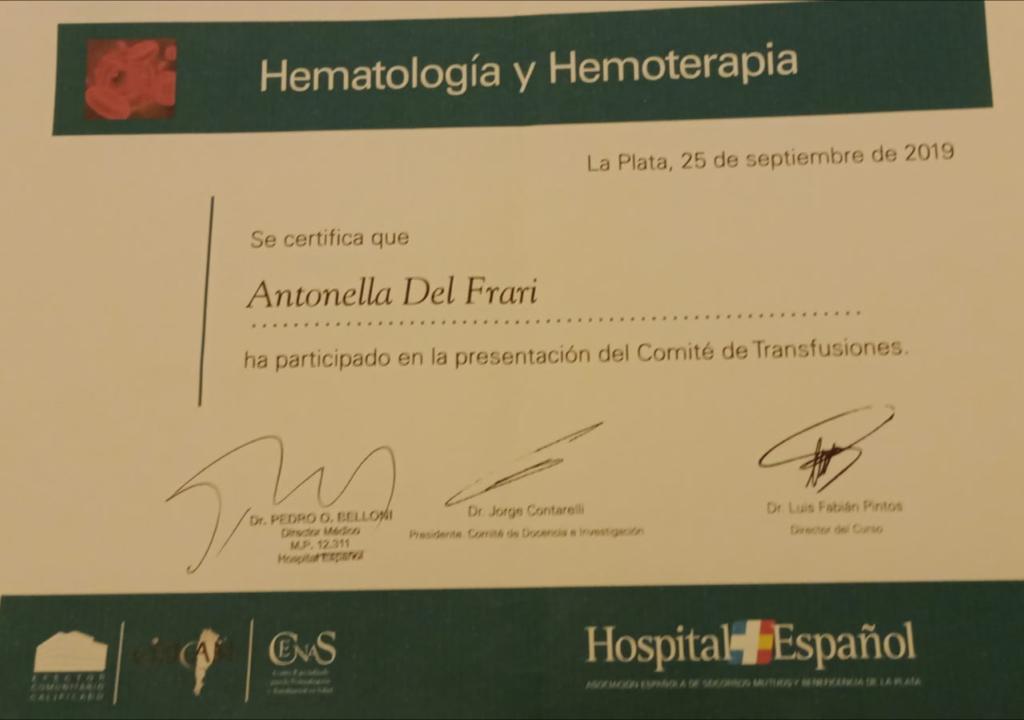 Hematología y Hemoterapia
La Plata, 25 de septiembre de 2019
Se certifica que
Antonella Del Frari
ha participado en la presentación del Comité de Transfusiones.
Dr. PEDRO O. BELLONI
Director Médico
M.P. 12.311
Hospital Español
Dr. Jorge Contarelli
Presidente Comité de Docencia e Investigación
Dr. Luis Fabián Pintos
Director del Curso
EFECTOR
COMUNITARIO
CALIFICADO
CENAS
Hospital Español
ASOCIACIÓN ESPAÑOLA DE SOCORROS MUTUOS Y BENEFICENCIA DE LA PLATA